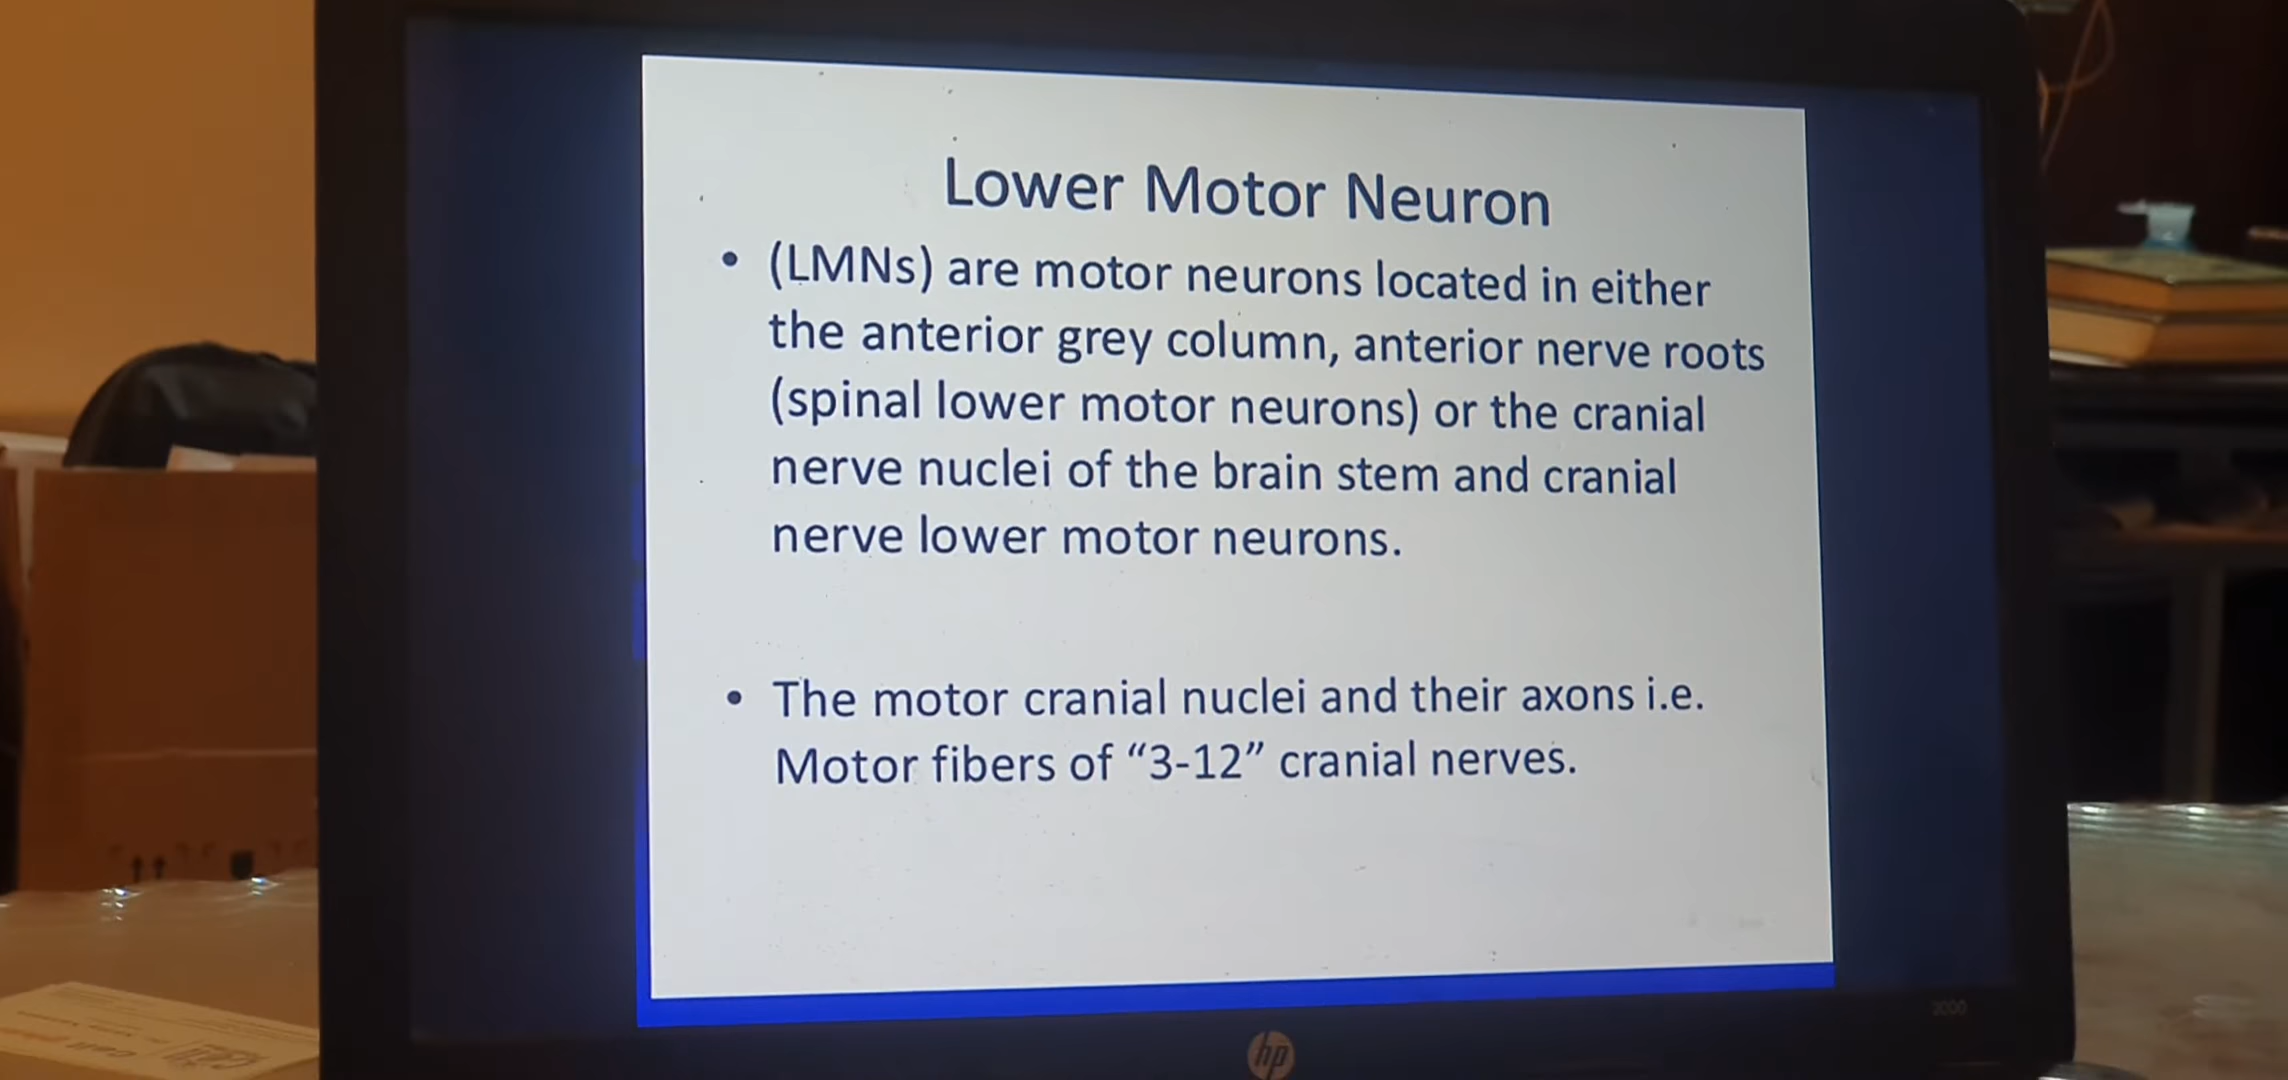 Lower Motor Neuron
• (LMNs) are motor neurons located in either
the anterior grey column, anterior nerve roots
(spinal lower motor neurons) or the cranial
nerve nuclei of the brain stem and cranial
nerve lower motor neurons.
• The motor cranial nuclei and their axons i.e.
Motor fibers of “3-12” cranial nerves.
hp